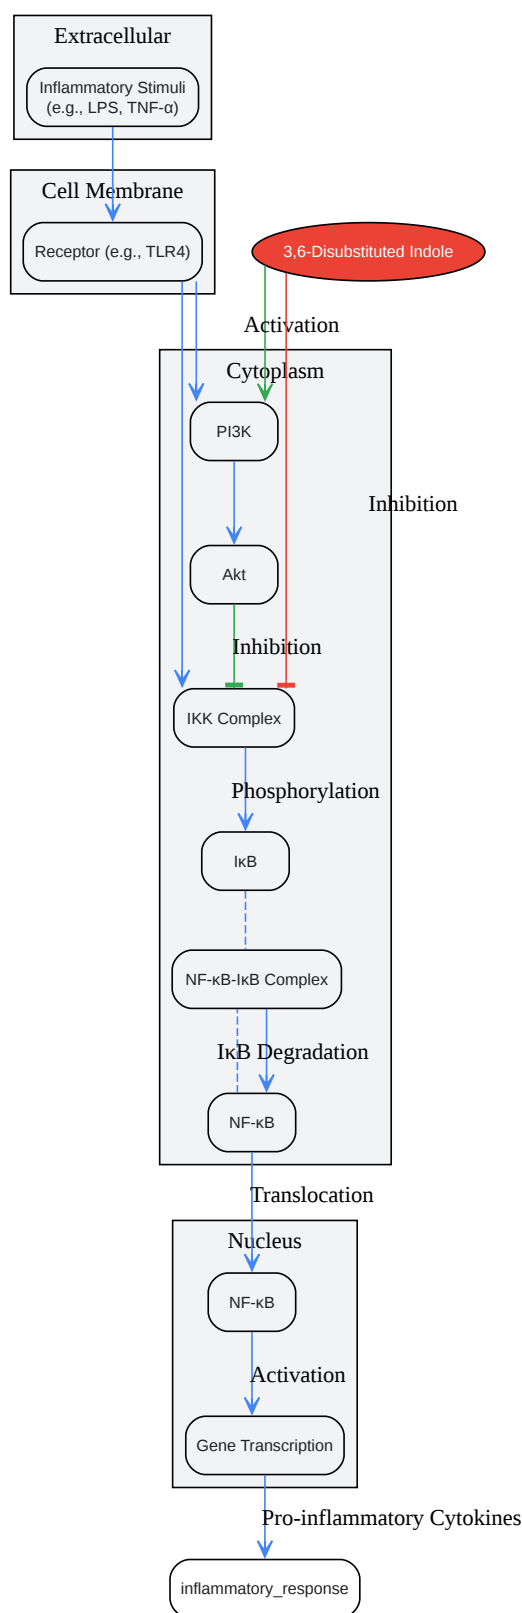 Extracellular
Inflammatory Stimuli
(e.g., LPS, TNF-α)
Cell Membrane
Receptor (e.g., TLR4)
3,6-Disubstituted Indole
Activation
Cytoplasm
PI3K
Inhibition
Akt
Inhibition
IKK Complex
Phosphorylation
IκB
NF-κB-IκB Complex
IκB Degradation
NF-κB
Translocation
Nucleus
NF-κB
Activation
Gene Transcription
Pro-inflammatory Cytokines
inflammatory_response